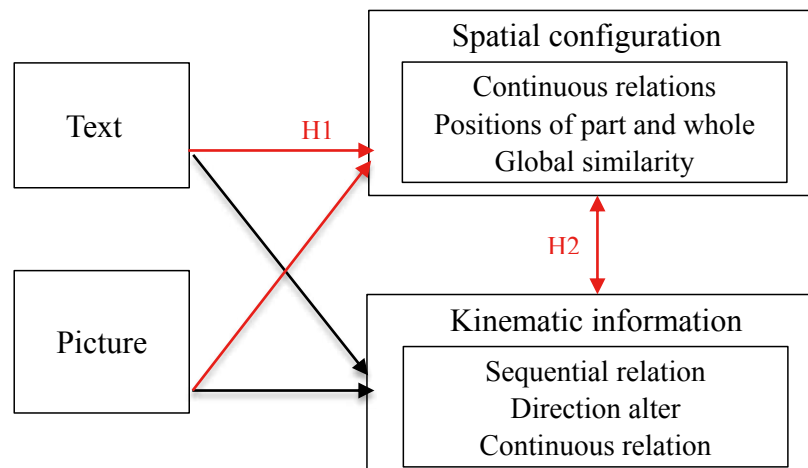 Text
Picture
H1
Spatial configuration
Continuous relations
Positions of part and whole
Global similarity
H2
Kinematic information
Sequential relation
Direction alter
Continuous relation